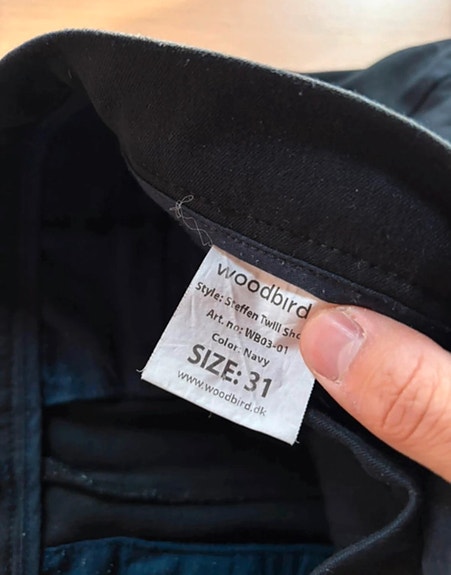 woodbird
Style: Steffen Twill
Art. no: WB03-01
Color: Navy
SIZE: 31
www.woodbird.dk